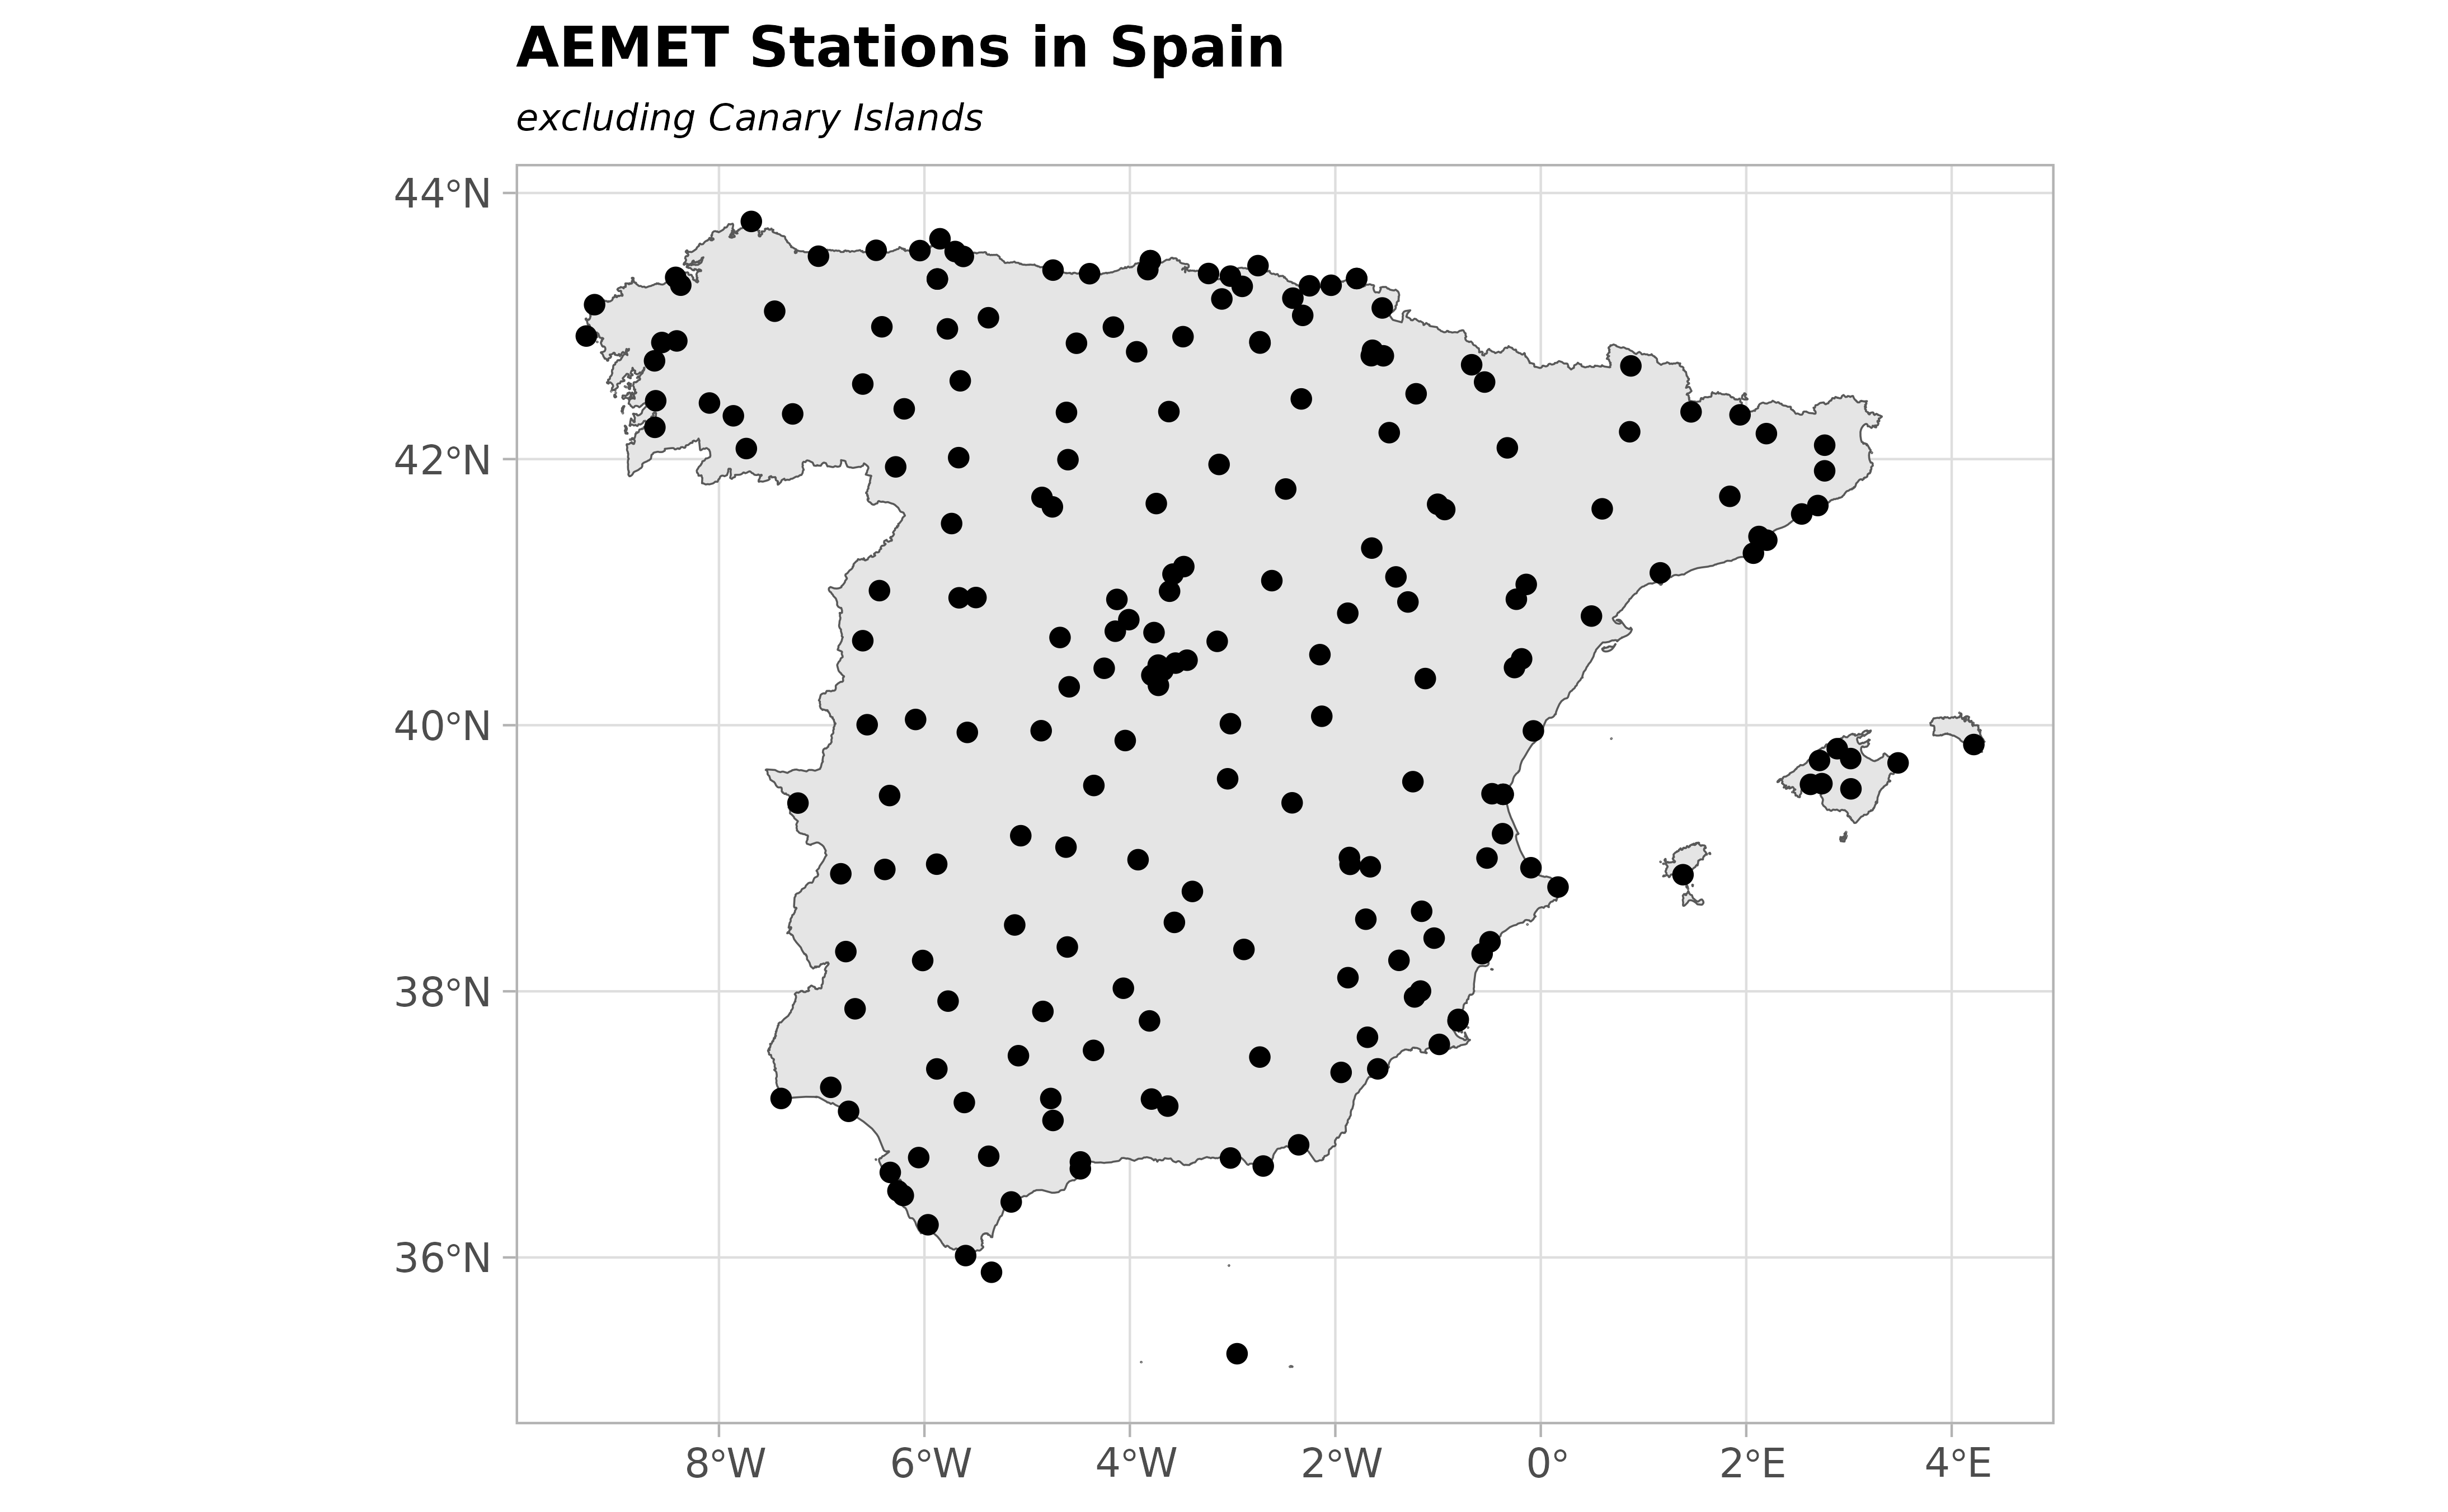 AEMET Stations in Spain
excluding Canary Islands
44°N
42°N
40°N
38°N
36°N
8°W 6°W 4°W 2°W 0° 2°E 4°E